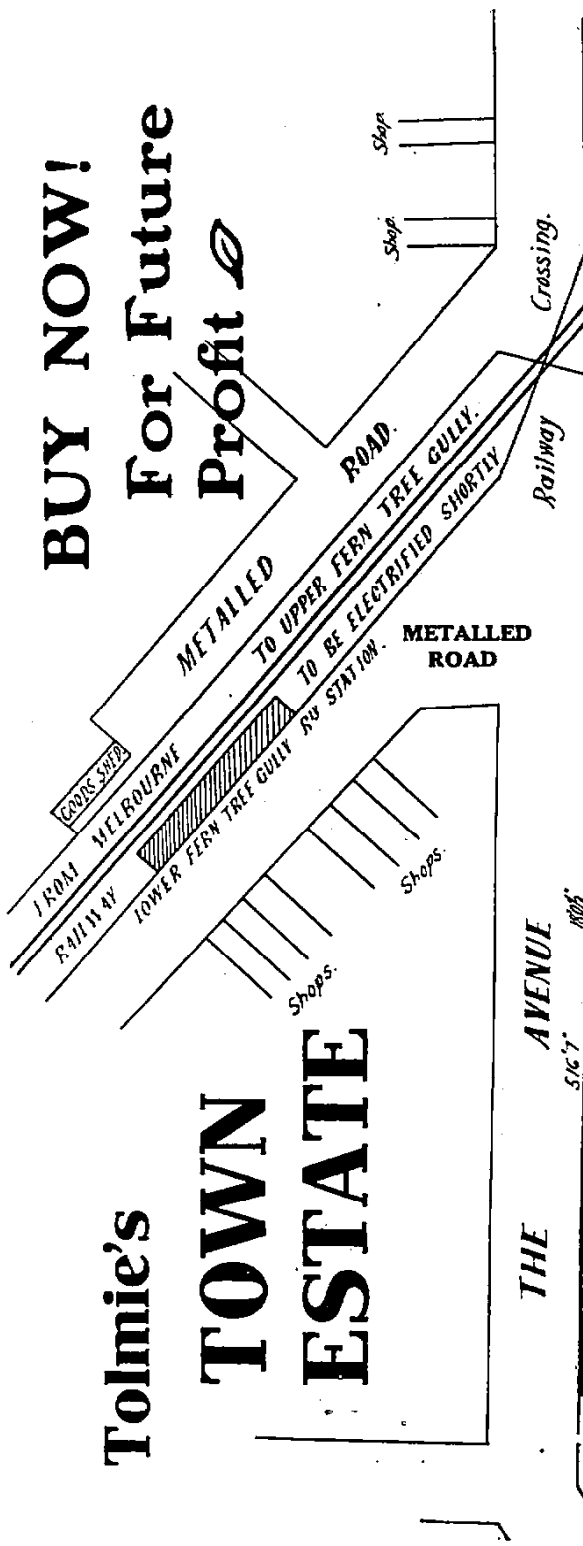 Tolmie's
TOWN
ESTATE
BUY NOW!
For Future
Profit
GOODS SHED.
FROM MELBOURNE
TO UPPER FERN TREE GULLY.
RAILWAY
TO BE ELECTRIFIED SHORTLY
LOWER FERN TREE GULLY RY STATION.
METALLED ROAD.
METALLED
ROAD
Shop.
Shop.
Shops.
Shops.
Railway Crossing.
THE AVENUE
516'7"